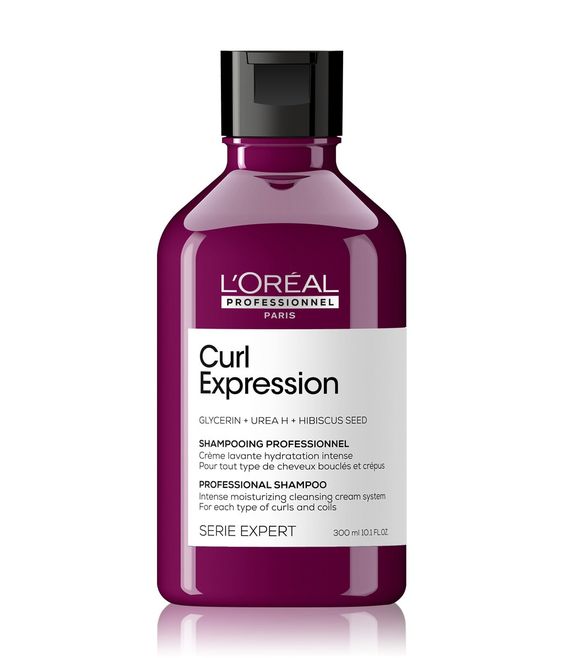 L'ORÉAL
PROFESSIONNEL
PARIS
Curl
Expression
GLYCERIN + UREA H + HIBISCUS SEED
SHAMPOOING PROFESSIONNEL
Crème lavante hydratation intense
Pour tout type de cheveux bouclés et crépus
PROFESSIONAL SHAMPOO
Intense moisturizing cleansing cream system
For each type of curls and coils
SERIE EXPERT
300 ml 10.1 FL.OZ.